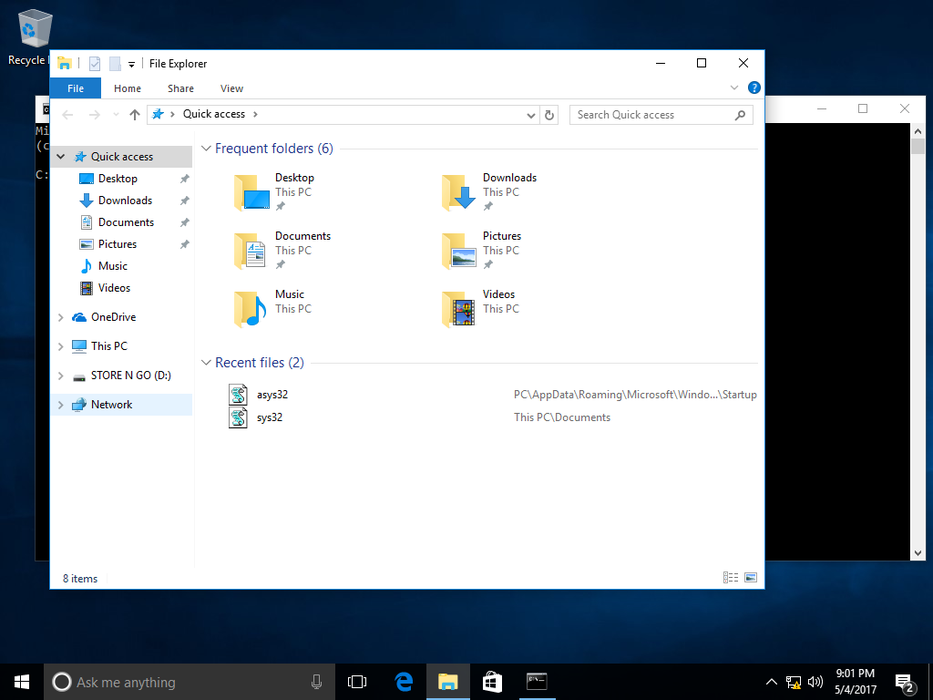 Recycle
File Explorer
File Home Share View
Quick access
Search Quick access
Mi
(c
C:
Quick access
Desktop
Downloads
Documents
Pictures
Music
Videos
OneDrive
This PC
STORE N GO (D:)
Network
Frequent folders (6)
Desktop
This PC
Downloads
This PC
Documents
This PC
Pictures
This PC
Music
This PC
Videos
This PC
Recent files (2)
asys32 PC\AppData\Roaming\Microsoft\Windo...\Startup
sys32 This PC\Documents
8 items
Ask me anything
9:01 PM
5/4/2017
2